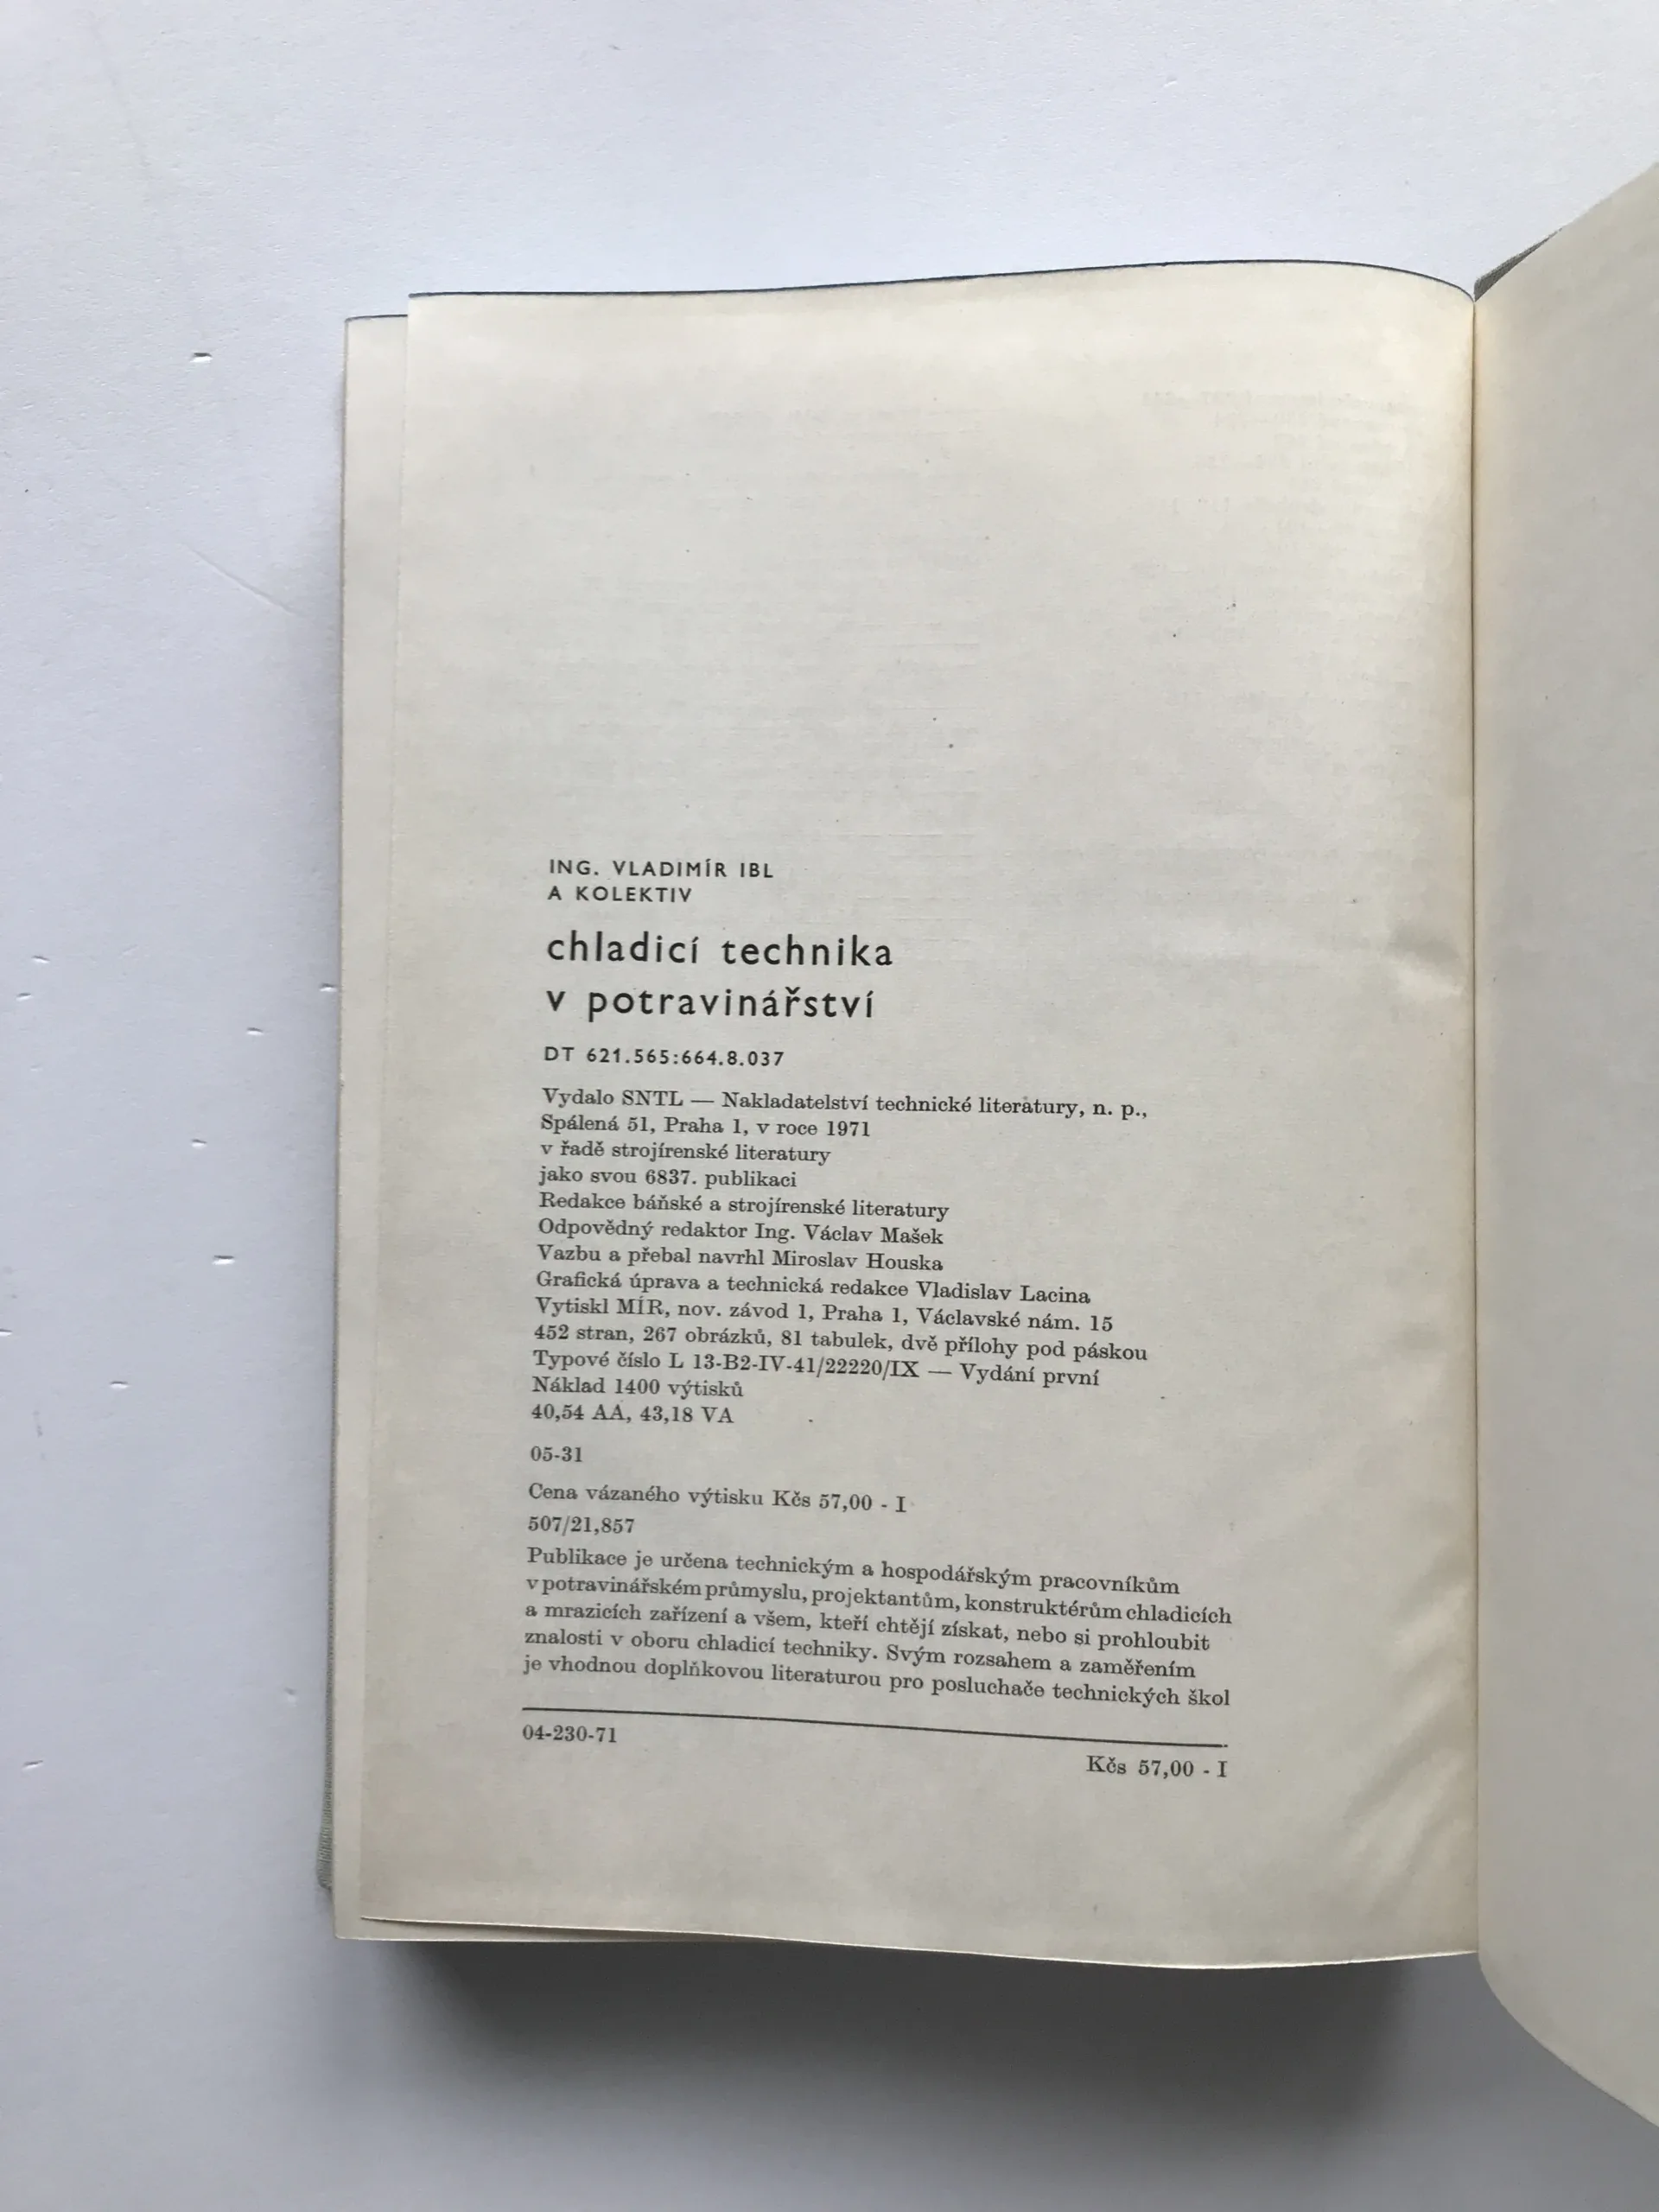 ING. VLADIMÍR IBL
A KOLEKTIV
chladicí technika
v potravinářství
DT 621.565:664.8.037
Vydalo SNTL — Nakladatelství technické literatury, n. p.,
Spálená 51, Praha 1, v roce 1971
v řadě strojírenské literatury
jako svou 6837. publikaci
Redakce báňské a strojírenské literatury
Odpovědný redaktor Ing. Václav Mašek
Vazbu a přebal navrhl Miroslav Houska
Grafická úprava a technická redakce Vladislav Lacina
Vytiskl MÍR, nov. závod 1, Praha 1, Václavské nám. 15
452 stran, 267 obrázků, 81 tabulek, dvě přílohy pod páskou
Typové číslo L 13-B2-IV-41/22220/IX — Vydání první
Náklad 1400 výtisků
40,54 AA, 43,18 VA
05-31
Cena vázaného výtisku Kčs 57,00 - I
507/21,857
Publikace je určena technickým a hospodářským pracovníkům
v potravinářském průmyslu, projektantům, konstruktérům chladicích
a mrazicích zařízení a všem, kteří chtějí získat, nebo si prohloubit
znalosti v oboru chladicí techniky. Svým rozsahem a zaměřením
je vhodnou doplňkovou literaturou pro posluchače technických škol
04-230-71
Kčs 57,00 - I